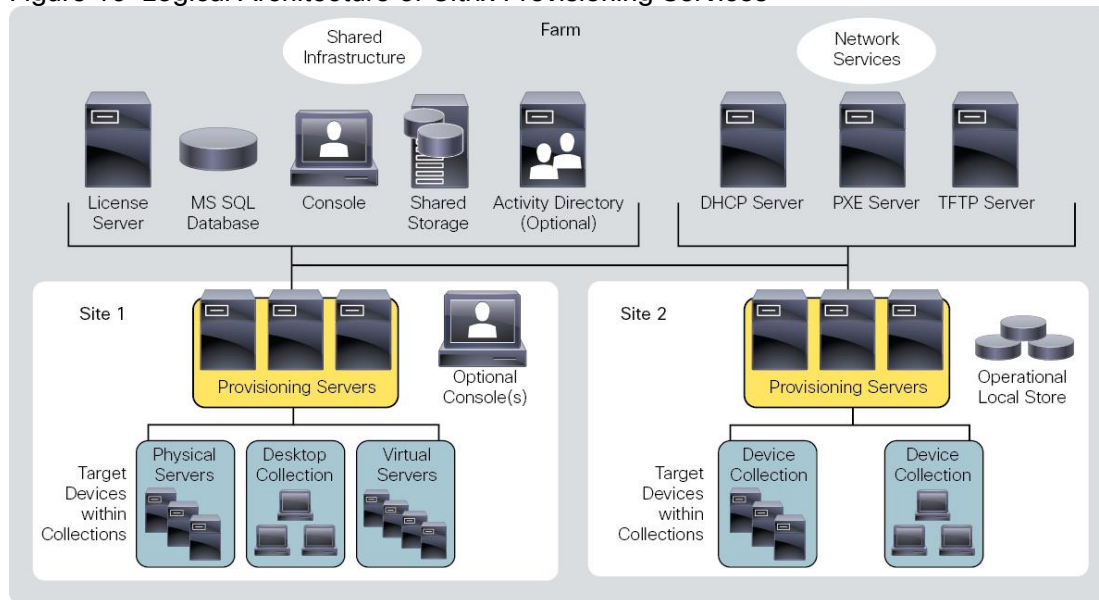 Figure 16 Logical Architecture of Citrix Provisioning Services
Farm
Shared
Infrastructure
Network
Services
License
Server
MS SQL
Database
Console
Shared
Storage
Activity Directory
(Optional)
DHCP Server
PXE Server
TFTP Server
Site 1
Provisioning Servers
Optional
Console(s)
Target
Devices
within
Collections
Physical
Servers
Desktop
Collection
Virtual
Servers
Site 2
Provisioning Servers
Operational
Local Store
Target
Devices
within
Collections
Device
Collection
Device
Collection